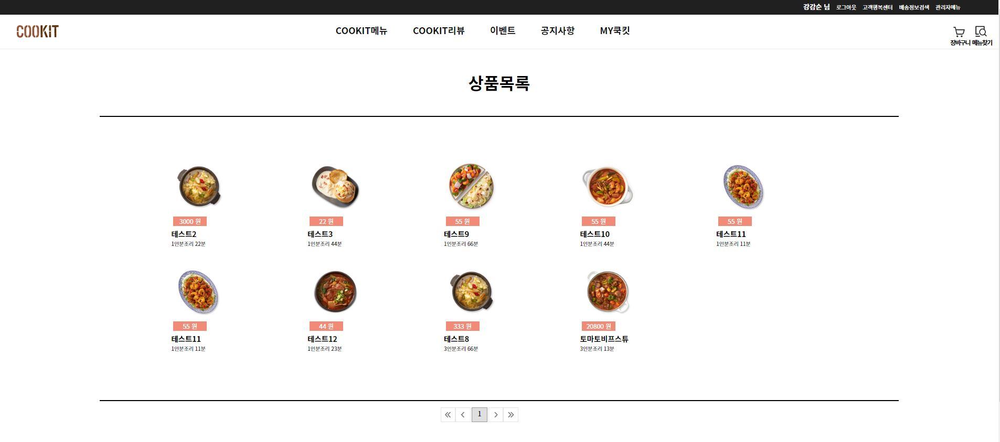 강감순 님 로그아웃 고객행복센터 배송정보검색 관리자메뉴
COOKIT
COOKIT메뉴 COOKIT리뷰 이벤트 공지사항 MY쿡킷
장바구니 메뉴찾기
상품목록
3000 원 22 원 55 원 55 원 55 원
테스트2 테스트3 테스트9 테스트10 테스트11
1인분조리 22분 1인분조리 44분 1인분조리 66분 1인분조리 44분 1인분조리 11분
55 원 44 원 333 원 20800 원
테스트11 테스트12 테스트8 토마토비프스튜
1인분조리 11분 1인분조리 23분 3인분조리 66분 3인분조리 13분
1